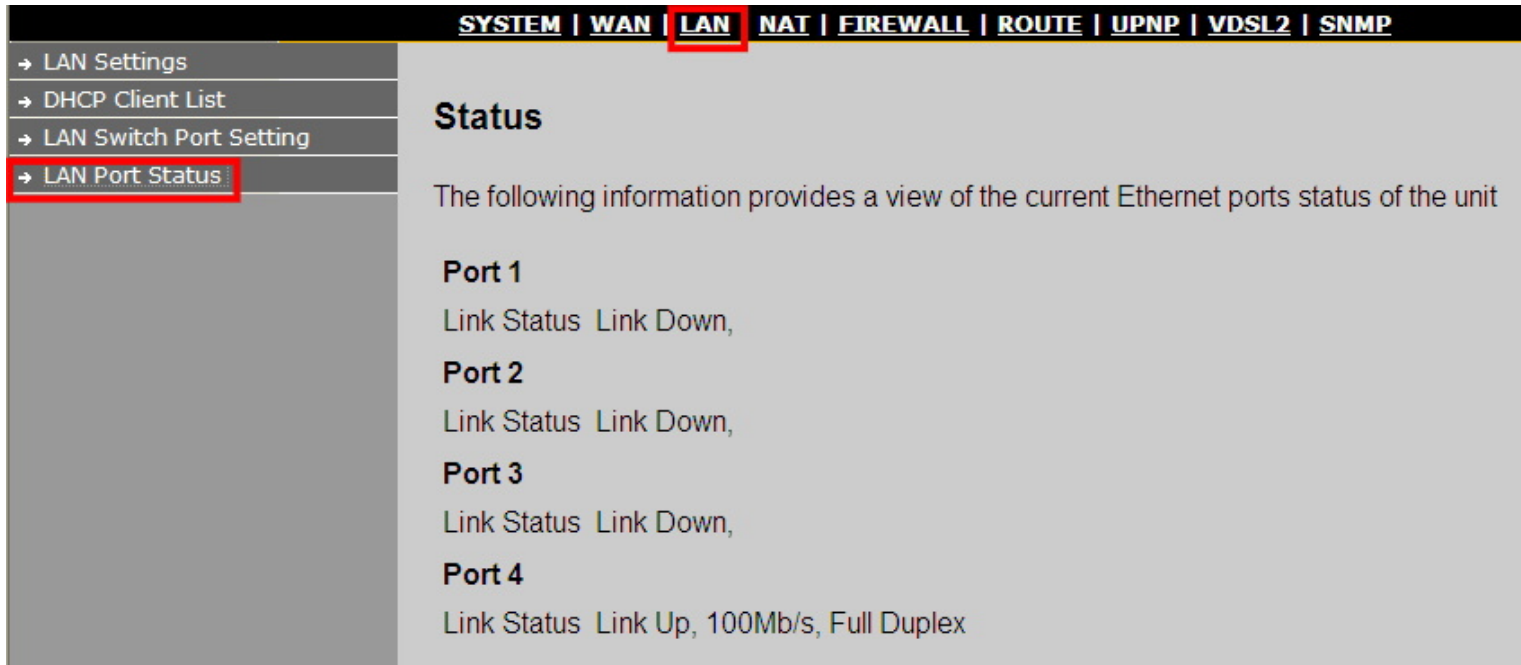 SYSTEM | WAN | LAN | NAT | FIREWALL | ROUTE | UPNP | VDSL2 | SNMP
→ LAN Settings
→ DHCP Client List
→ LAN Switch Port Setting
→ LAN Port Status
Status
The following information provides a view of the current Ethernet ports status of the unit
Port 1
Link Status Link Down,
Port 2
Link Status Link Down,
Port 3
Link Status Link Down,
Port 4
Link Status Link Up, 100Mb/s, Full Duplex